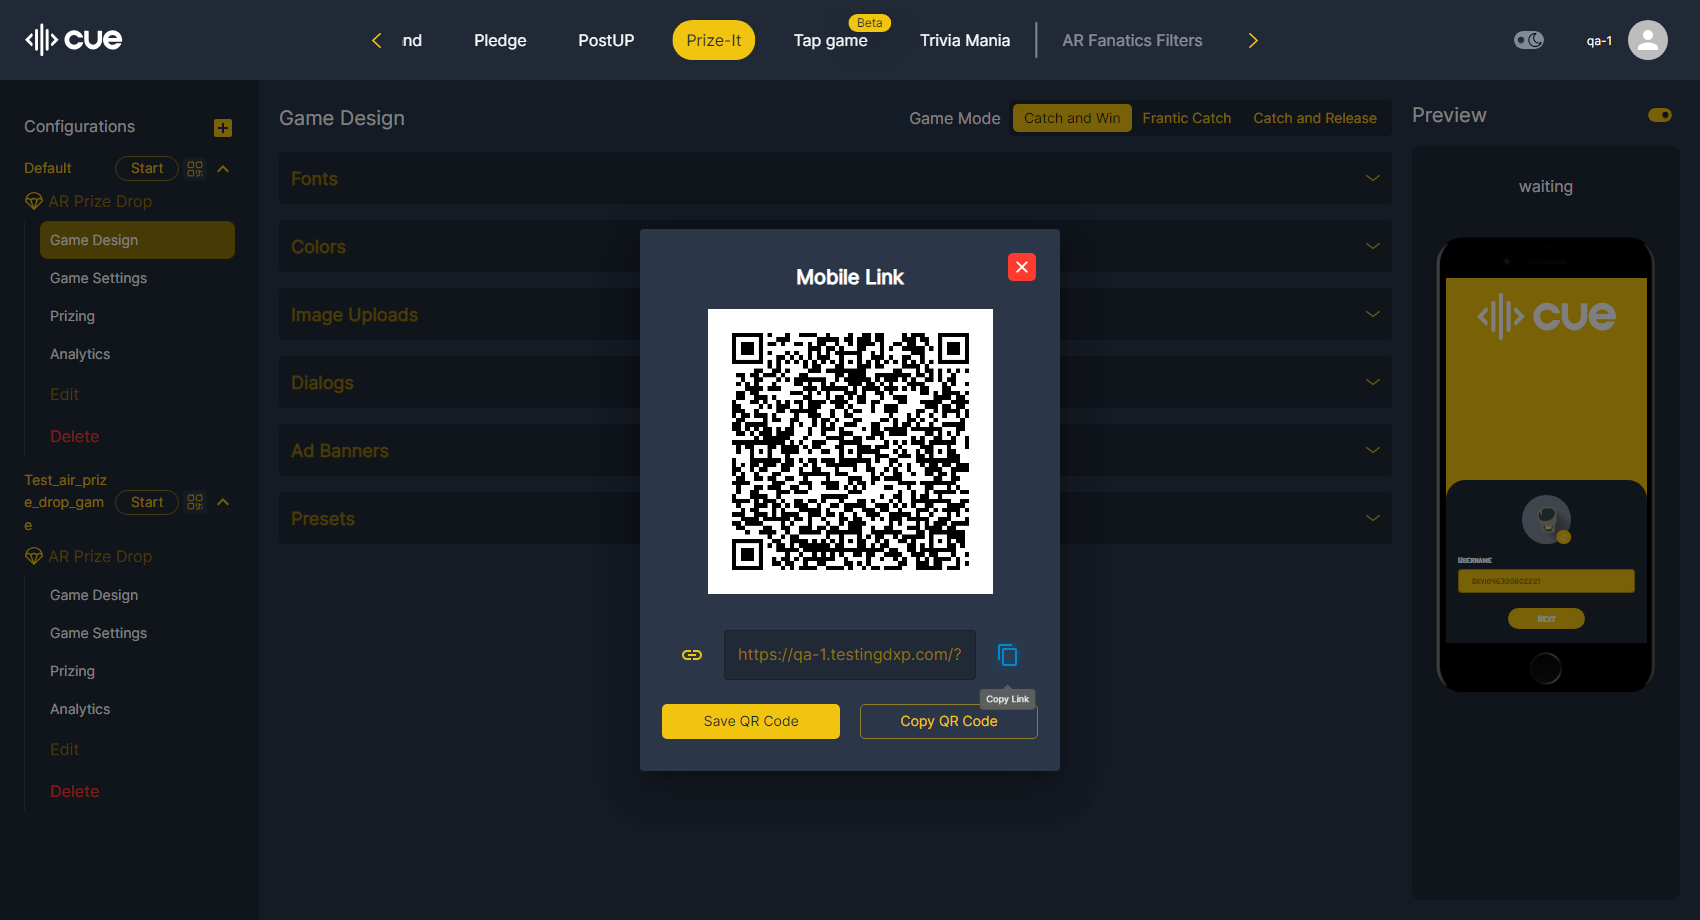 cue
nd
Pledge
PostUP
Prize-It
Beta
Tap game
Trivia Mania
AR Fanatics Filters
qa-1
Configurations
Default
Start
AR Prize Drop
Game Design
Game Settings
Prizing
Analytics
Edit
Delete
Test_air_priz
e_drop_gam
e
Start
AR Prize Drop
Game Design
Game Settings
Prizing
Analytics
Edit
Delete
Game Design
Game Mode
Catch and Win
Frantic Catch
Catch and Release
Fonts
Colors
Image Uploads
Dialogs
Ad Banners
Presets
Mobile Link
https://qa-1.testingdxp.com/?
Copy Link
Save QR Code
Copy QR Code
Preview
waiting
cue
Username
Next